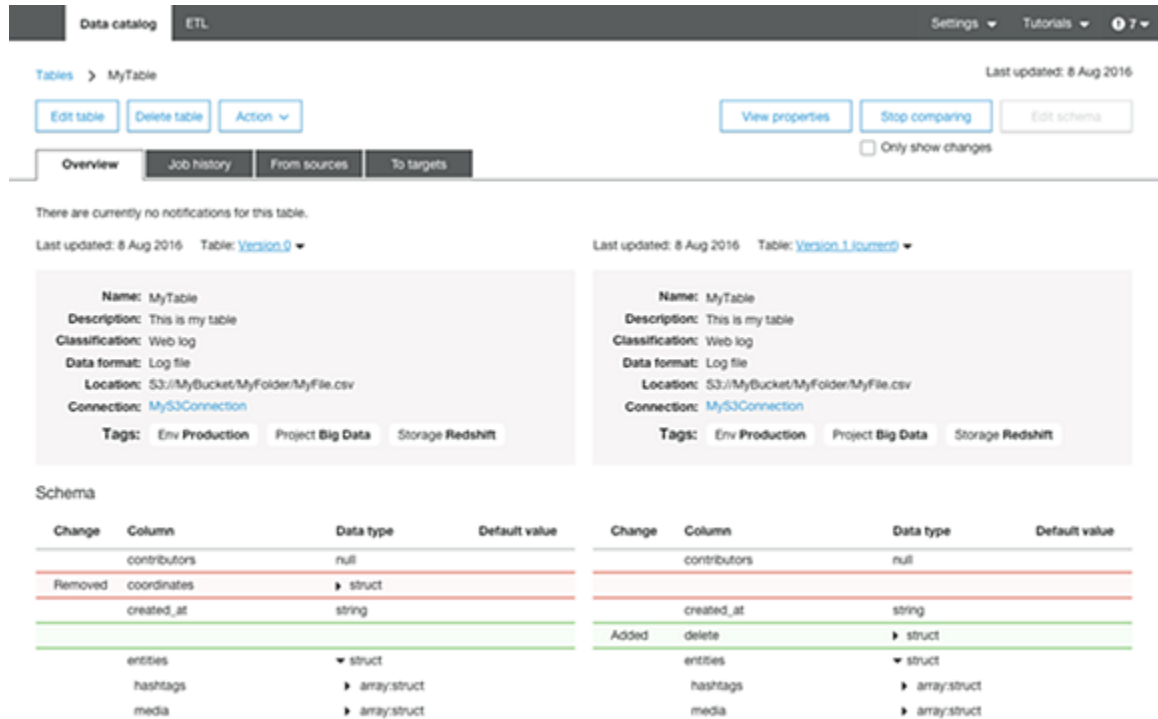 Data catalog ETL Settings Tutorials 7
Tables > MyTable Last updated: 8 Aug 2016
Edit table Delete table Action View properties Stop comparing Edit schema
Only show changes
Overview Job history From sources To targets
There are currently no notifications for this table.
Last updated: 8 Aug 2016 Table: Version 0 Last updated: 8 Aug 2016 Table: Version 1 (current)
Name: MyTable Name: MyTable
Description: This is my table Description: This is my table
Classification: Web log Classification: Web log
Data format: Log file Data format: Log file
Location: S3://MyBucket/MyFolder/MyFile.csv Location: S3://MyBucket/MyFolder/MyFile.csv
Connection: MyS3Connection Connection: MyS3Connection
Tags: Env Production Project Big Data Storage Redshift Tags: Env Production Project Big Data Storage Redshift
Schema
Change Column Data type Default value Change Column Data type Default value
contributors null contributors null
Removed coordinates struct
created_at string created_at string
Added delete struct
entities struct entities struct
hashtags array:struct hashtags array:struct
media array:struct media array:struct